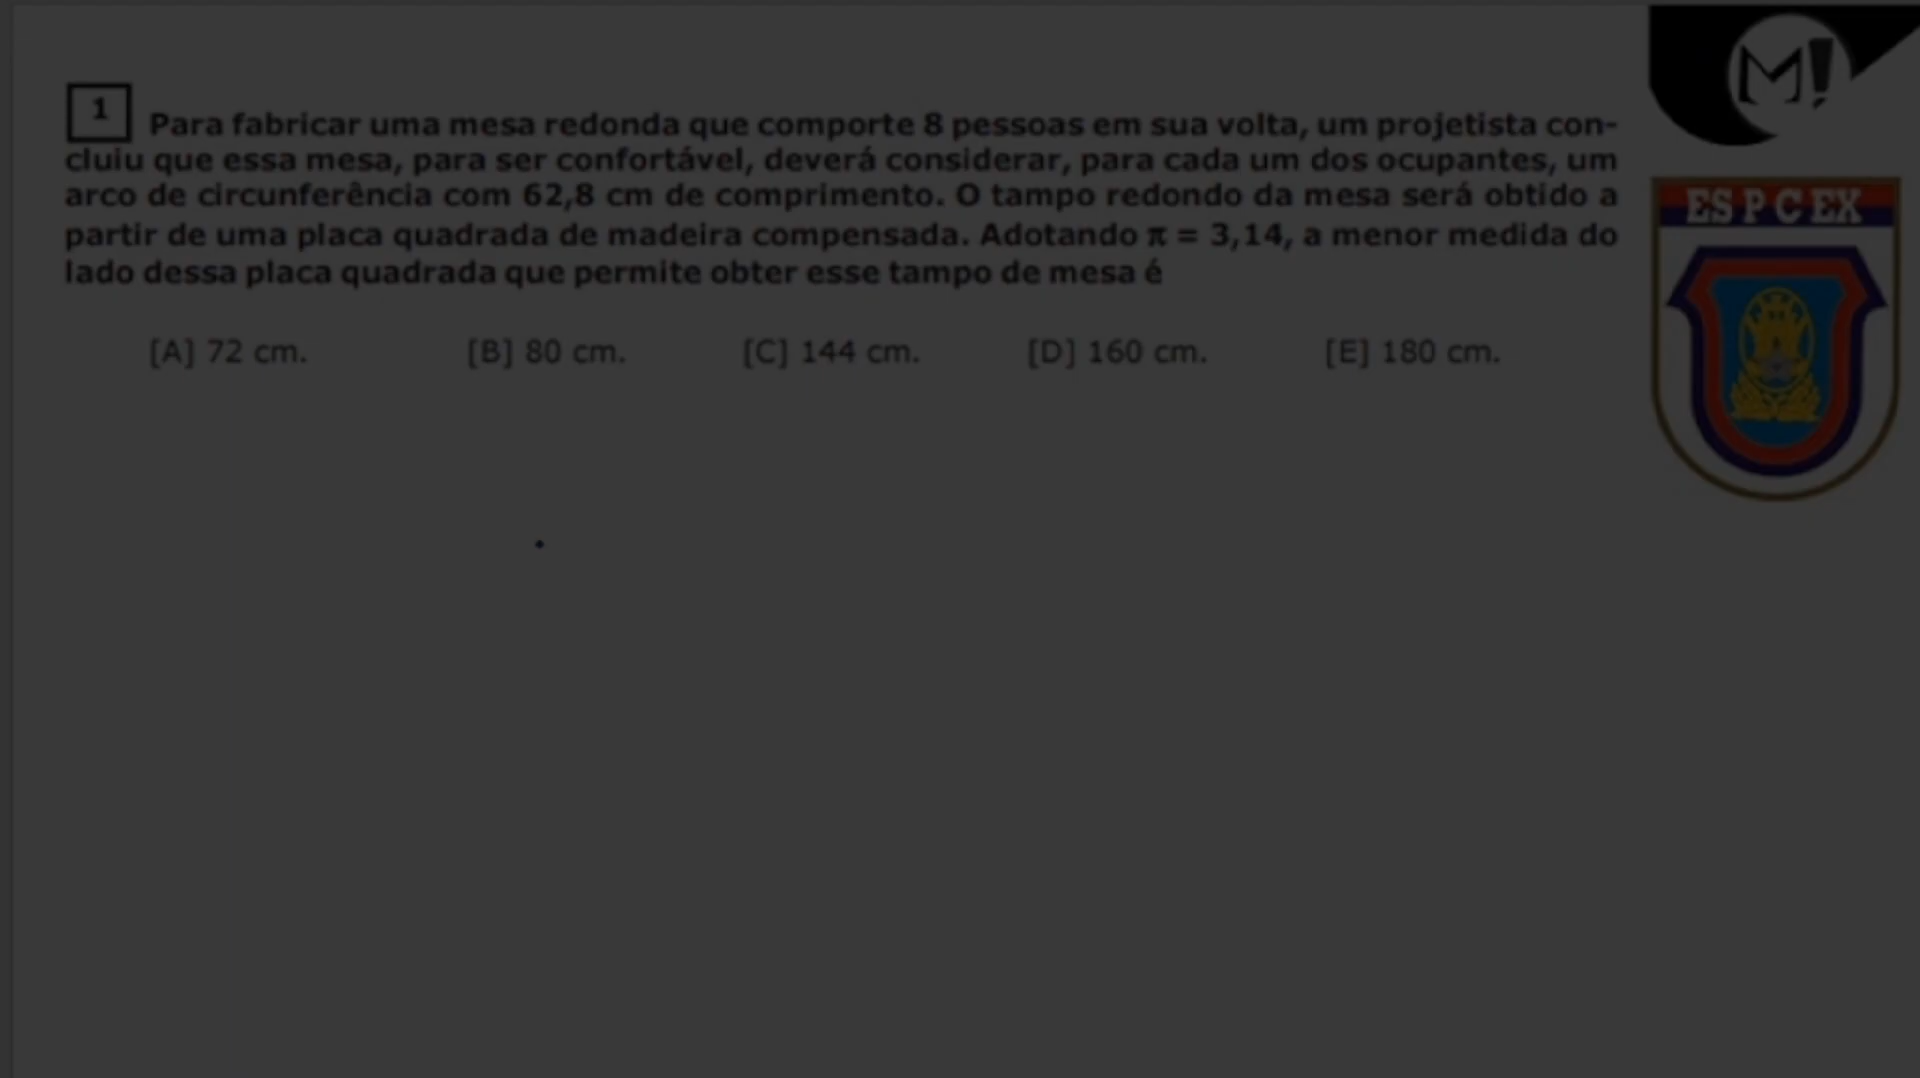 M!
1
Para fabricar uma mesa redonda que comporte 8 pessoas em sua volta, um projetista con-
cluiu que essa mesa, para ser confortável, deverá considerar, para cada um dos ocupantes, um
arco de circunferência com 62,8 cm de comprimento. O tampo redondo da mesa será obtido a
partir de uma placa quadrada de madeira compensada. Adotando π = 3,14, a menor medida do
lado dessa placa quadrada que permite obter esse tampo de mesa é
[A] 72 cm. [B] 80 cm. [C] 144 cm. [D] 160 cm. [E] 180 cm.
ES P C EX